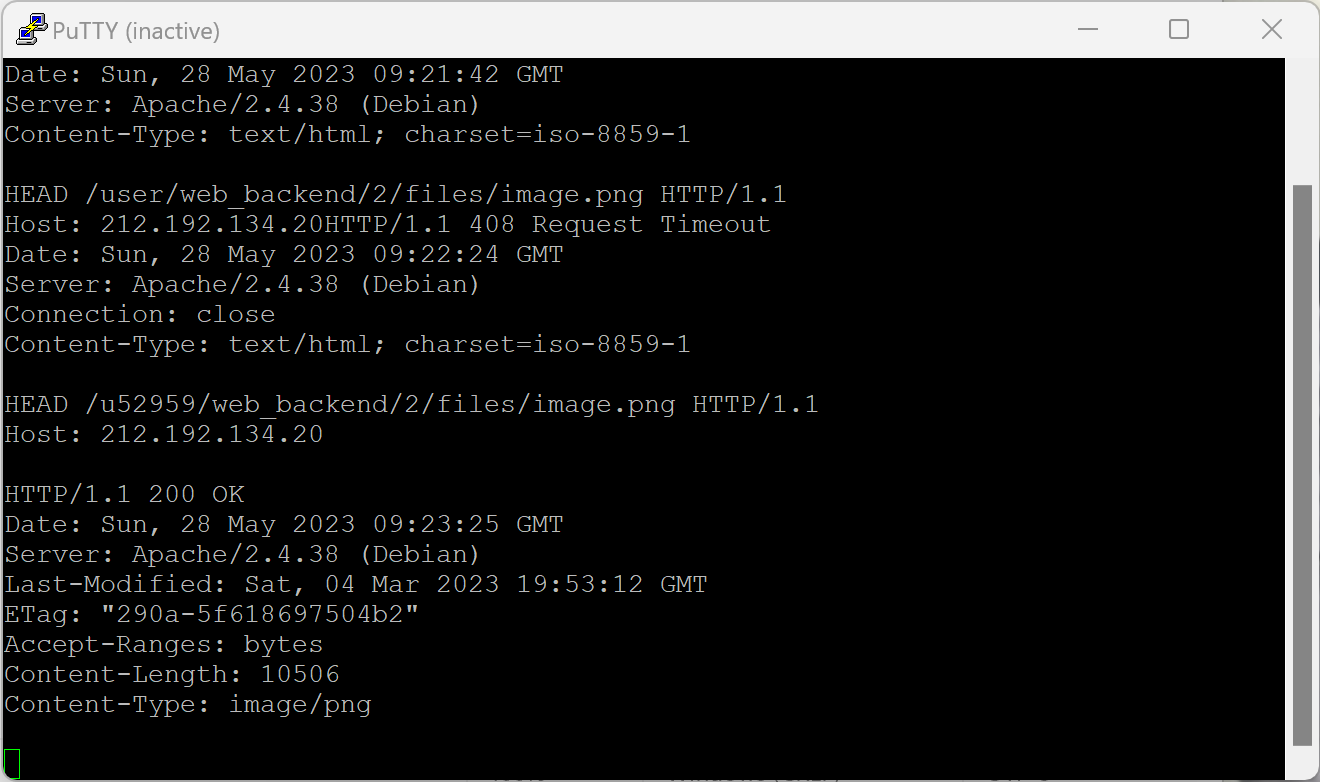 PuTTY (inactive)
Date: Sun, 28 May 2023 09:21:42 GMT
Server: Apache/2.4.38 (Debian)
Content-Type: text/html; charset=iso-8859-1
HEAD /user/web_backend/2/files/image.png HTTP/1.1
Host: 212.192.134.20HTTP/1.1 408 Request Timeout
Date: Sun, 28 May 2023 09:22:24 GMT
Server: Apache/2.4.38 (Debian)
Connection: close
Content-Type: text/html; charset=iso-8859-1
HEAD /u52959/web_backend/2/files/image.png HTTP/1.1
Host: 212.192.134.20
HTTP/1.1 200 OK
Date: Sun, 28 May 2023 09:23:25 GMT
Server: Apache/2.4.38 (Debian)
Last-Modified: Sat, 04 Mar 2023 19:53:12 GMT
ETag: "290a-5f618697504b2"
Accept-Ranges: bytes
Content-Length: 10506
Content-Type: image/png